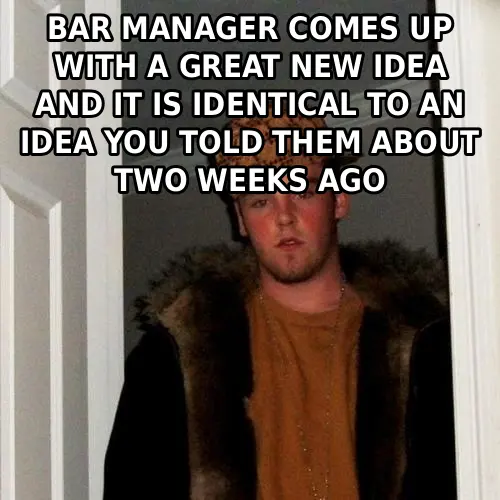 BAR MANAGER COMES UP
WITH A GREAT NEW IDEA
AND IT IS IDENTICAL TO AN
IDEA YOU TOLD THEM ABOUT
TWO WEEKS AGO